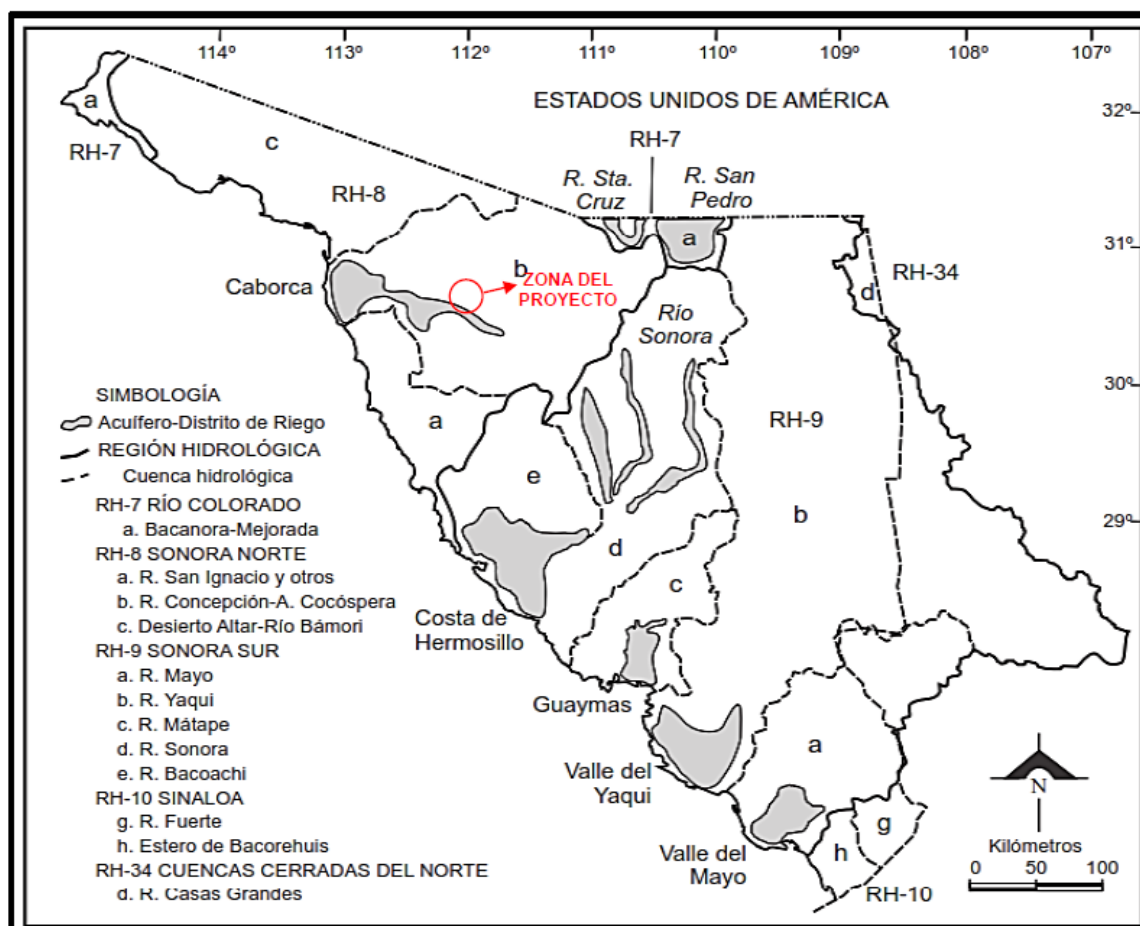 114º 113º 112º 111º 110º 109º 108º 107º
ESTADOS UNIDOS DE AMÉRICA
32º
a
RH-7
c
RH-7
RH-8
R. Sta.
Cruz
R. San
Pedro
a
31º
b
RH-34
d
Caborca
ZONA DEL
PROYECTO
Río
Sonora
30º
a
RH-9
e
b
29º
d
c
Costa de
Hermosillo
Guaymas
a
Valle del
Yaqui
Valle del
Mayo
g
h
RH-10
SIMBOLOGÍA
Acuífero-Distrito de Riego
REGIÓN HIDROLÓGICA
Cuenca hidrológica
RH-7 RÍO COLORADO
a. Bacanora-Mejorada
RH-8 SONORA NORTE
a. R. San Ignacio y otros
b. R. Concepción-A. Cocóspera
c. Desierto Altar-Río Bámori
RH-9 SONORA SUR
a. R. Mayo
b. R. Yaqui
c. R. Mátape
d. R. Sonora
e. R. Bacoachi
RH-10 SINALOA
g. R. Fuerte
h. Estero de Bacorehuis
RH-34 CUENCAS CERRADAS DEL NORTE
d. R. Casas Grandes
N
Kilómetros
0 50 100